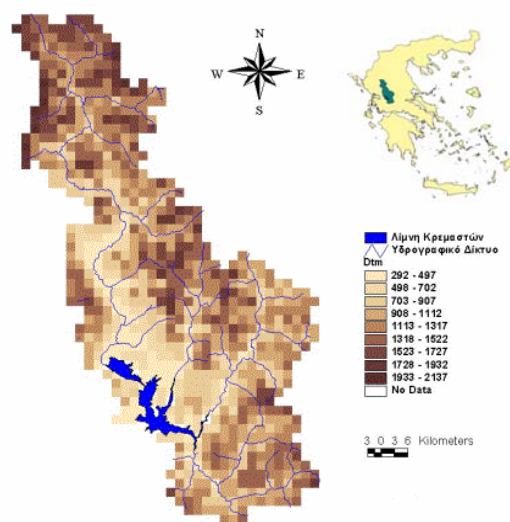 N
W E
S
Λίμνη Κρεμαστών
Υδρογραφικό Δίκτυο
Dtm
292 - 497
498 - 702
703 - 907
908 - 1112
1113 - 1317
1318 - 1522
1523 - 1727
1728 - 1932
1933 - 2137
No Data
3 0 3 6 Kilometers